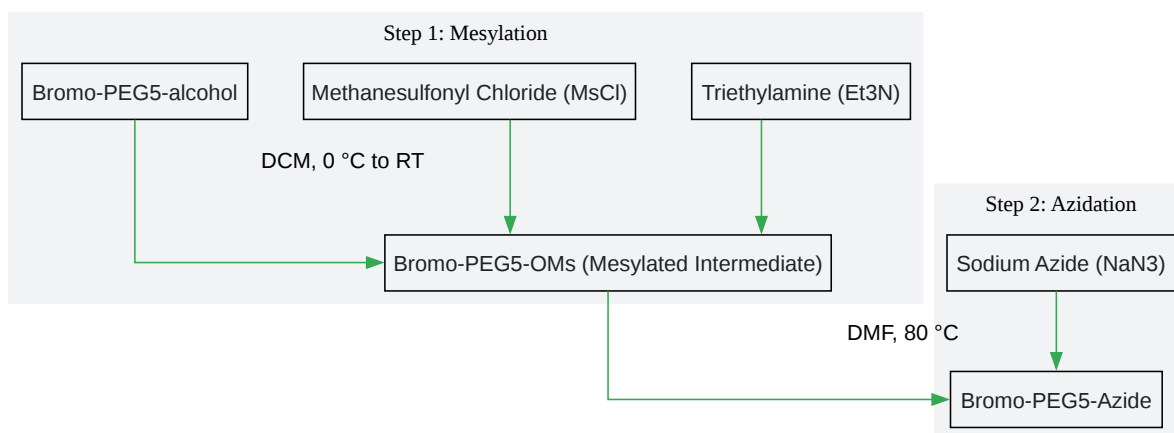 Step 1: Mesylation
Bromo-PEG5-alcohol
Methanesulfonyl Chloride (MsCl)
Triethylamine (Et3N)
DCM, 0 °C to RT
Step 2: Azidation
Bromo-PEG5-OMs (Mesylated Intermediate)
Sodium Azide (NaN3)
DMF, 80 °C
Bromo-PEG5-Azide